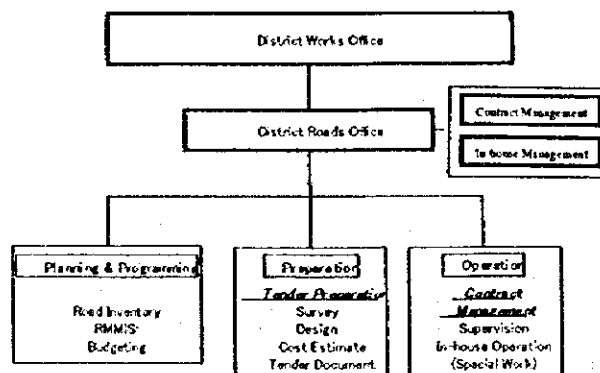 District Works Office
District Roads Office
Contract Management
In-house Management
Planning & Programming
Road Inventory
RMMIS
Budgeting
Preparation
Tender Preparation
Survey
Design
Cost Estimate
Tender Document
Operation
Contract
Management
Supervision
In-house Operation
(Special Work)